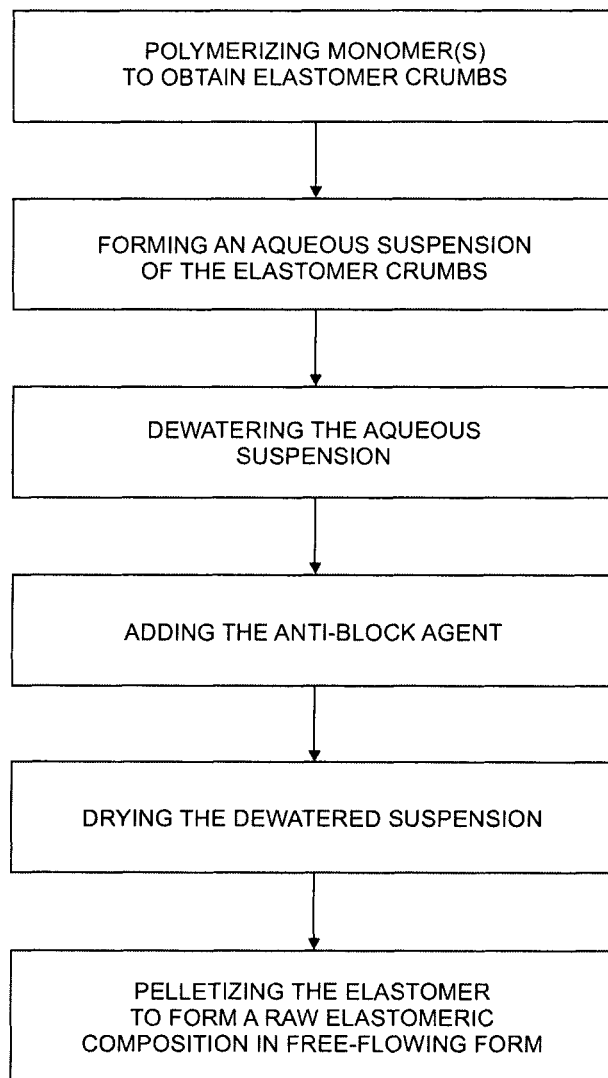 POLYMERIZING MONOMER(S)
TO OBTAIN ELASTOMER CRUMBS
FORMING AN AQUEOUS SUSPENSION
OF THE ELASTOMER CRUMBS
DEWATERING THE AQUEOUS
SUSPENSION
ADDING THE ANTI-BLOCK AGENT
DRYING THE DEWATERED SUSPENSION
PELLETIZING THE ELASTOMER
TO FORM A RAW ELASTOMERIC
COMPOSITION IN FREE-FLOWING FORM